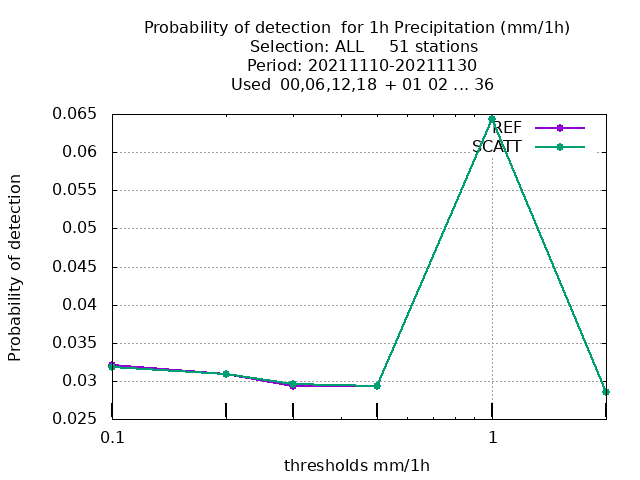 Probability of detection  for 1h Precipitation (mm/1h)
Selection: ALL     51 stations
Period: 20211110-20211130
Used  00,06,12,18  + 01 02 ... 36
REF
SCATT
0.065
0.06
0.055
0.05
0.045
0.04
0.035
0.03
0.025
Probability of detection
0.1
1
thresholds mm/1h